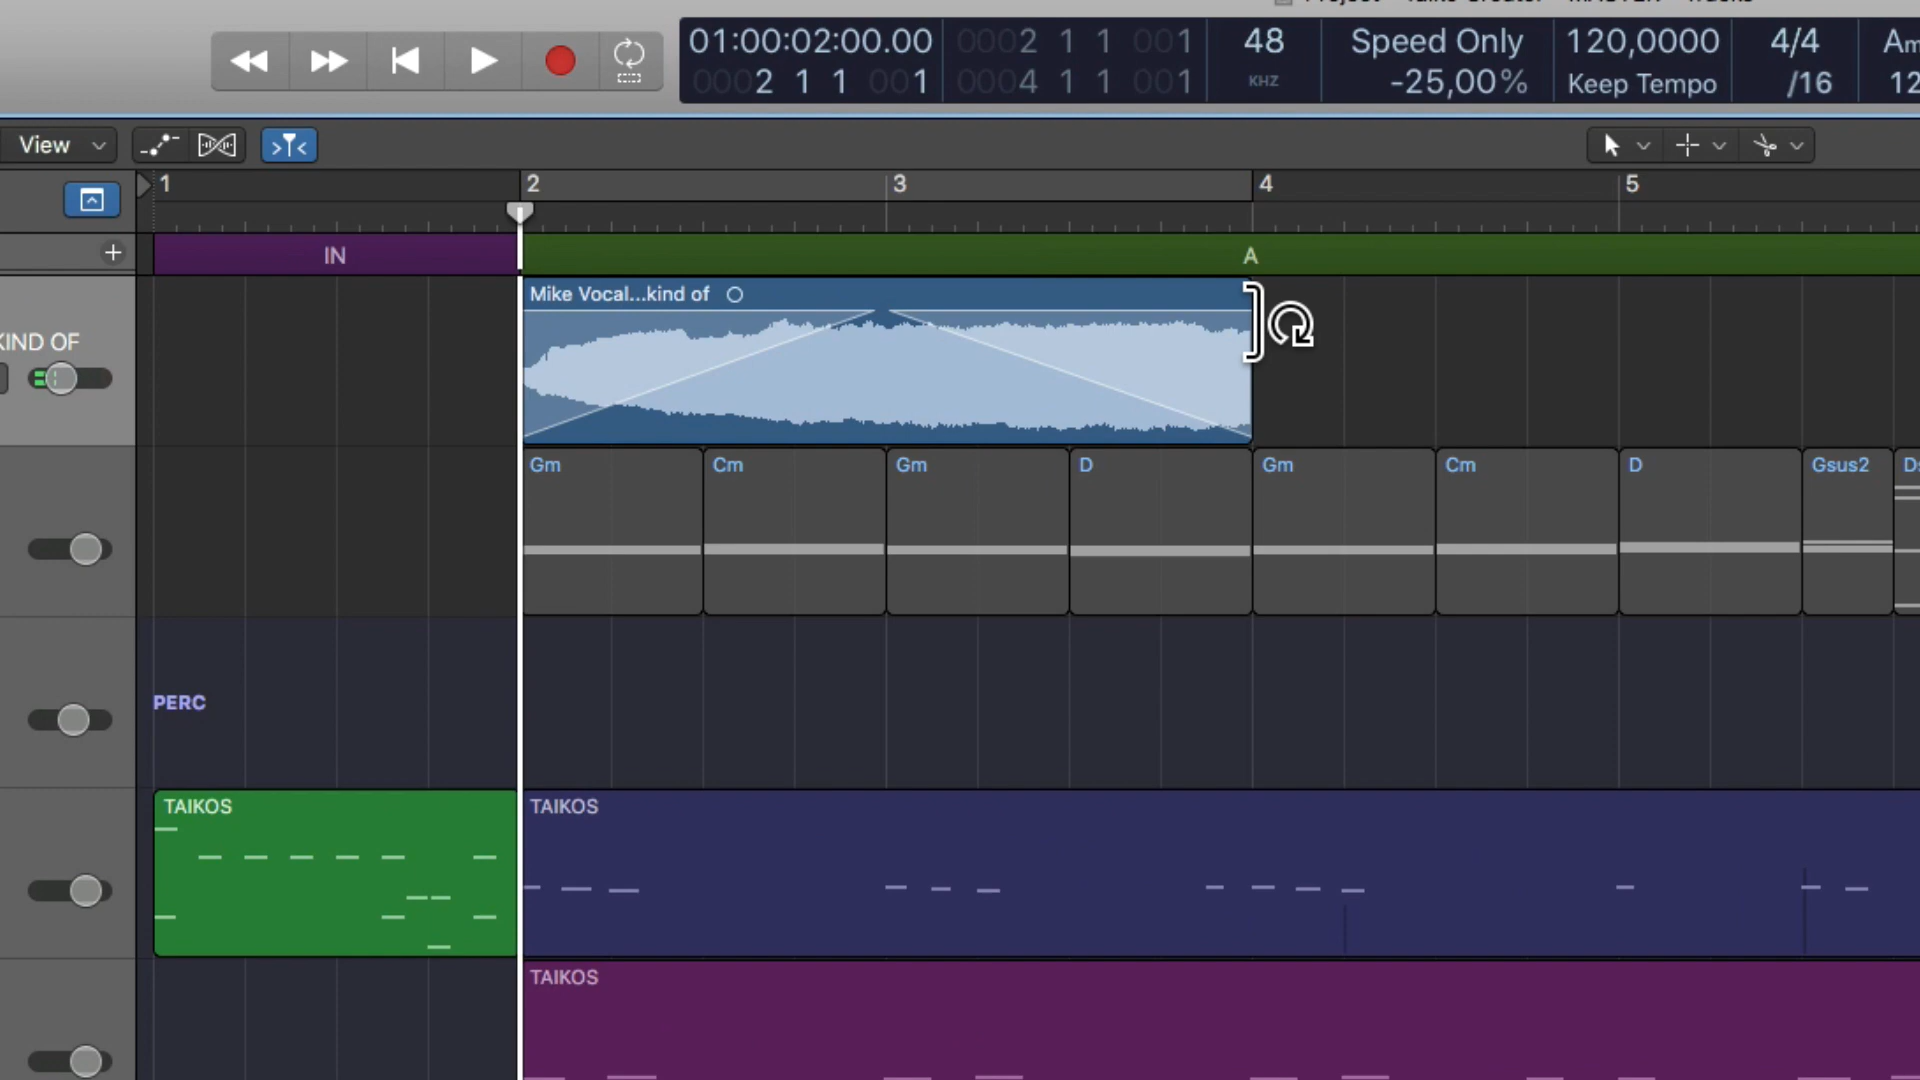 01:00:02:00.00 0002 1 1 001 48 Speed Only 120,0000 4/4
0002 1 1 001 0004 1 1 001 KHZ -25,00% Keep Tempo /16
View
1 2 3 4 5
+ IN A
Mike Vocal...kind of
KIND OF
Gm Cm Gm D Gm Cm D Gsus2
PERC
TAIKOS TAIKOS
TAIKOS